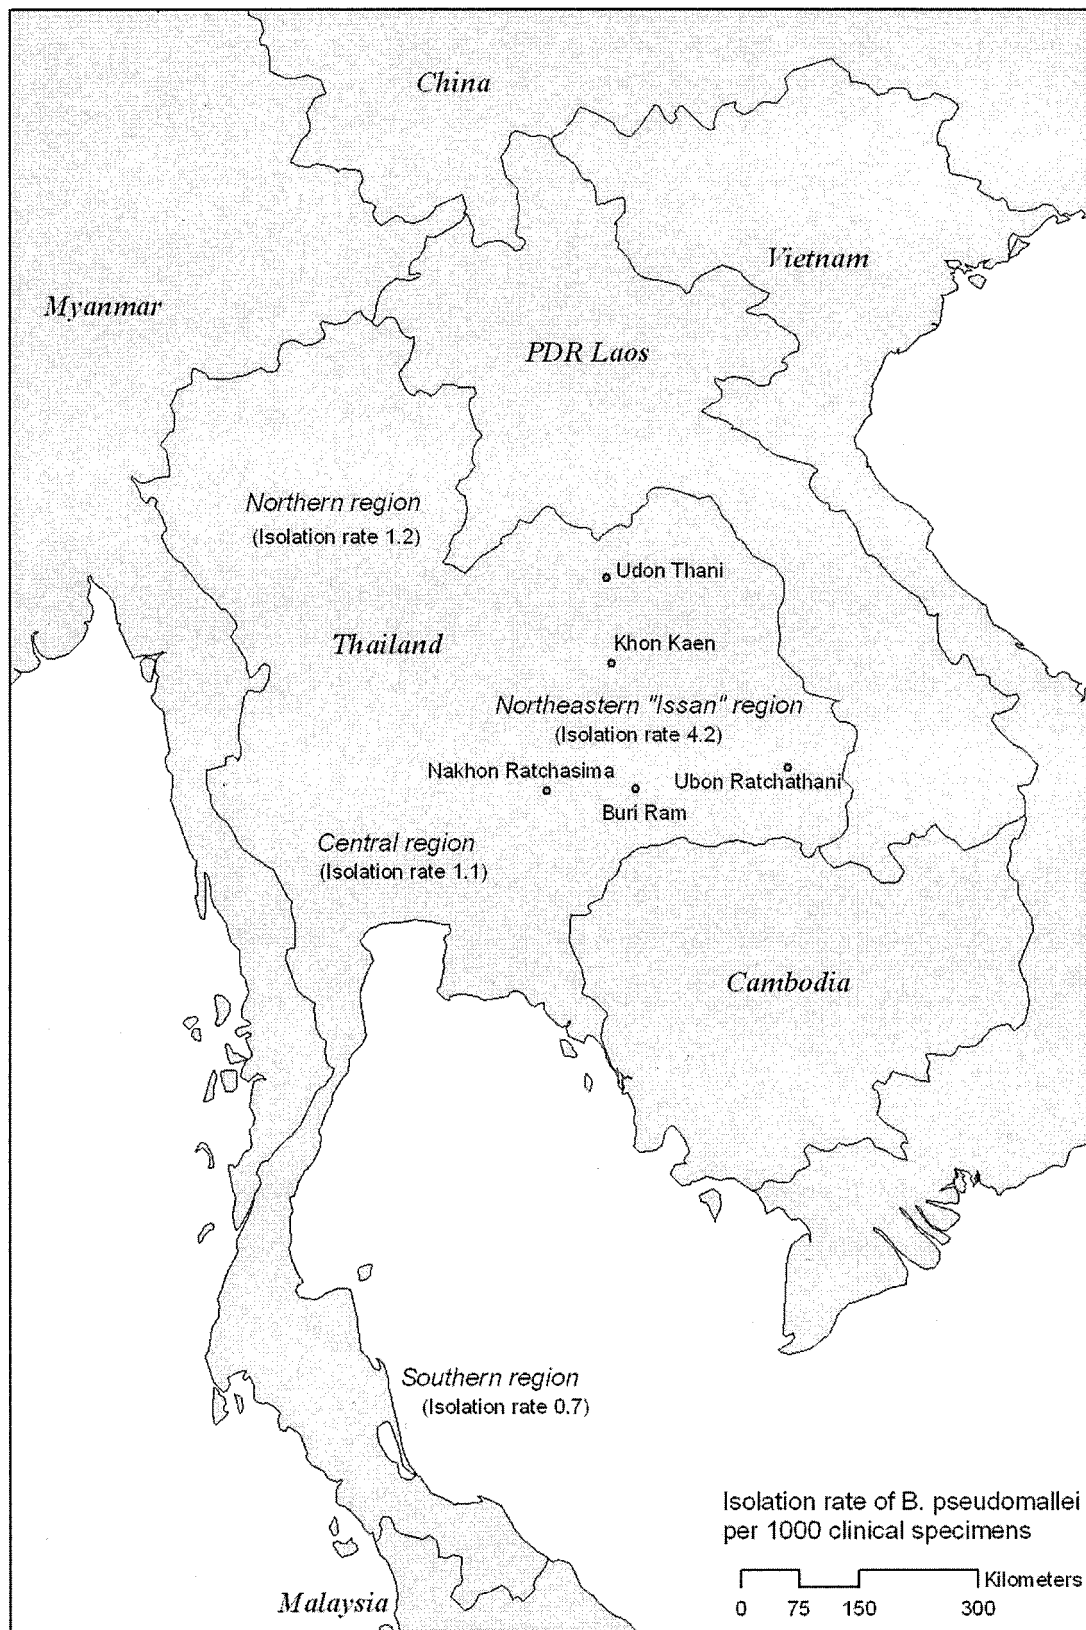 China
Vietnam
Myanmar
PDR Laos
Northern region
(Isolation rate 1.2)
Udon Thani
Thailand
Khon Kaen
Northeastern "Issan" region
(Isolation rate 4.2)
Nakhon Ratchasima
Ubon Ratchathani
Buri Ram
Central region
(Isolation rate 1.1)
Cambodia
Southern region
(Isolation rate 0.7)
Isolation rate of B. pseudomallei
per 1000 clinical specimens
Kilometers
0 75 150 300
Malaysia